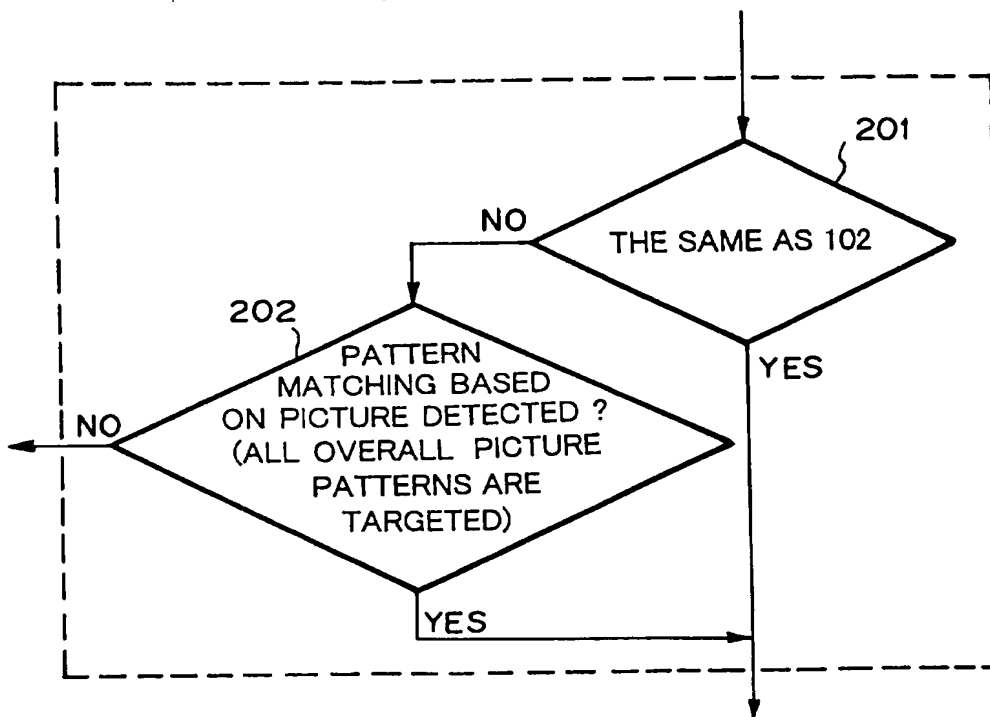 201
NO
THE SAME AS 102
202
PATTERN
MATCHING BASED
ON PICTURE DETECTED ?
(ALL OVERALL PICTURE
PATTERNS ARE
TARGETED)
YES
NO
YES